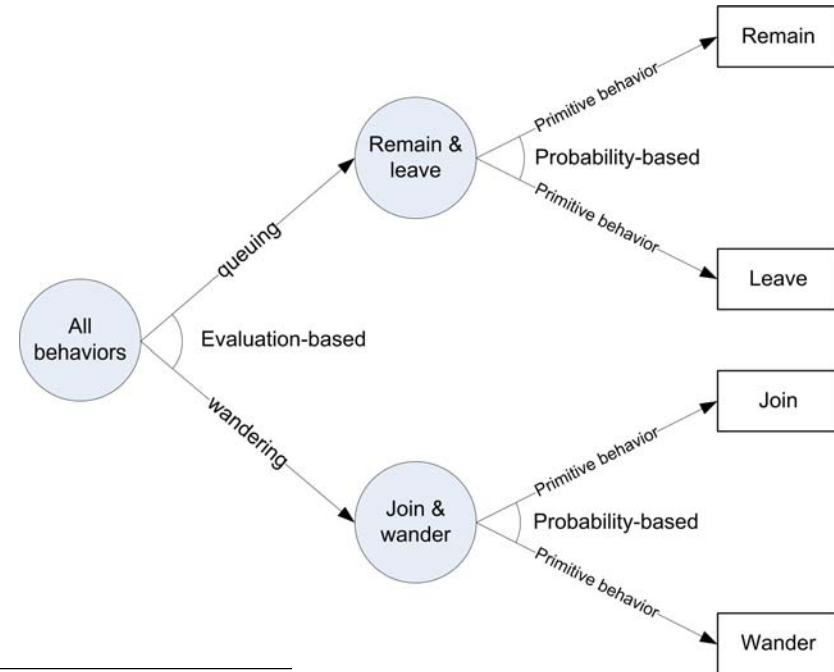 Remain
Primitive behavior
Remain &
leave
Probability-based
Primitive behavior
queuing
Leave
All
behaviors
Evaluation-based
Join
wandering
Primitive behavior
Join &
wander
Probability-based
Primitive behavior
Wander